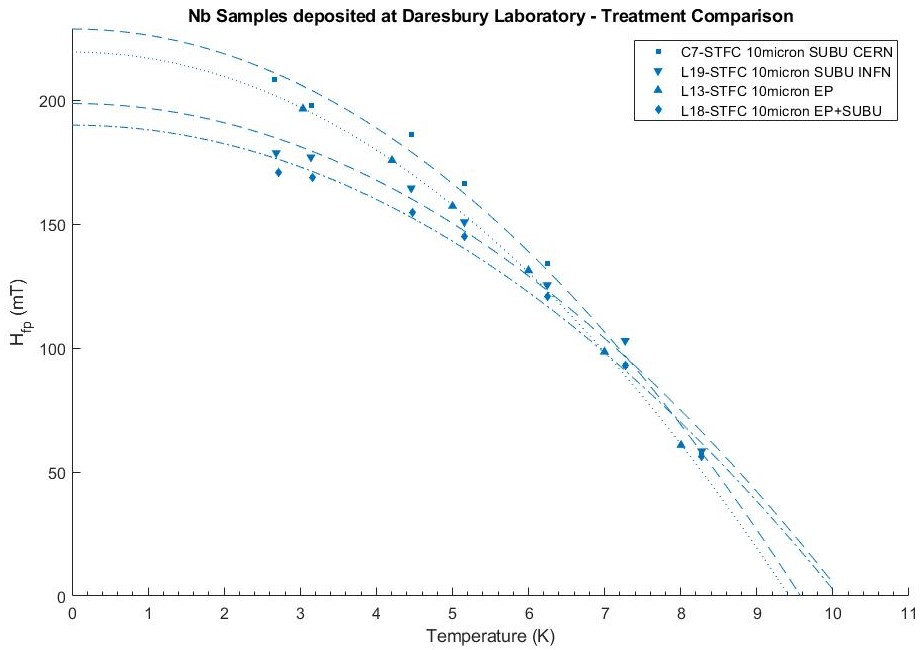 Nb Samples deposited at Daresbury Laboratory - Treatment Comparison
C7-STFC 10micron SUBU CERN
L19-STFC 10micron SUBU INFN
L13-STFC 10micron EP
L18-STFC 10micron EP+SUBU
200
150
100
50
0
H_fp (mT)
0 1 2 3 4 5 6 7 8 9 10 11
Temperature (K)